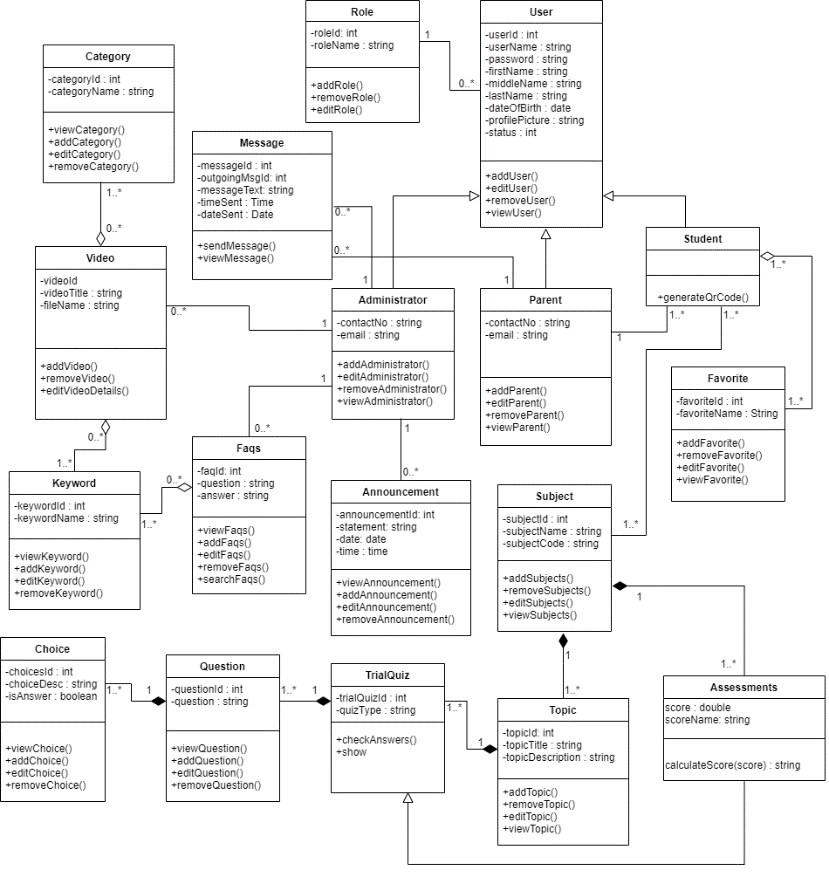 Role
-roleId: int
-roleName : string
+addRole()
+removeRole()
+editRole()
1
0..*
User
-userId : int
-userName : string
-password : string
-firstName : string
-middleName : string
-lastName : string
-dateOfBirth : date
-profilePicture : string
-status : int
+addUser()
+editUser()
+removeUser()
+viewUser()
Category
-categoryId : int
-categoryName : string
+viewCategory()
+addCategory()
+editCategory()
+removeCategory()
1..*
0..*
Message
-messageId : int
-outgoingMsgId: int
-messageText: string
-timeSent : Time
-dateSent : Date
+sendMessage()
+viewMessage()
0..*
0..*
1
1
Video
-videoId
-videoTitle : string
-fileName : string
+addVideo()
+removeVideo()
+editVideoDetails()
0..*
1
0..*
1..*
Administrator
-contactNo : string
-email : string
+addAdministrator()
+editAdministrator()
+removeAdministrator()
+viewAdministrator()
1
0..*
1
0..*
Parent
-contactNo : string
-email : string
+addParent()
+editParent()
+removeParent()
+viewParent()
1
1..*
Student
+generateQrCode()
1..*
1..*
1..*
Favorite
-favoriteId : int
-favoriteName : String
+addFavorite()
+removeFavorite()
+editFavorite()
+viewFavorite()
Keyword
-keywordId : int
-keywordName : string
+viewKeyword()
+addKeyword()
+editKeyword()
+removeKeyword()
1..*
0..*
Faqs
-faqId: int
-question : string
-answer : string
+viewFaqs()
+addFaqs()
+editFaqs()
+removeFaqs()
+searchFaqs()
Announcement
-announcementId: int
-statement: string
-date: date
-time : time
+viewAnnouncement()
+addAnnouncement()
+editAnnouncement()
+removeAnnouncement()
Subject
-subjectId : int
-subjectName : string
-subjectCode : string
+addSubjects()
+removeSubjects()
+editSubjects()
+viewSubjects()
1..*
1
1..*
1
1..*
Choice
-choicesId : int
-choiceDesc : string
-isAnswer : boolean
+viewChoice()
+addChoice()
+editChoice()
+removeChoice()
1..*
1
Question
-questionId : int
-question : string
+viewQuestion()
+addQuestion()
+editQuestion()
+removeQuestion()
1..*
1
TrialQuiz
-trialQuizId : int
-quizType : string
+checkAnswers()
+show
1..*
1
Topic
-topicId: int
-topicTitle : string
-topicDescription : string
+addTopic()
+removeTopic()
+editTopic()
+viewTopic()
Assessments
score : double
scoreName: string
calculateScore(score) : string